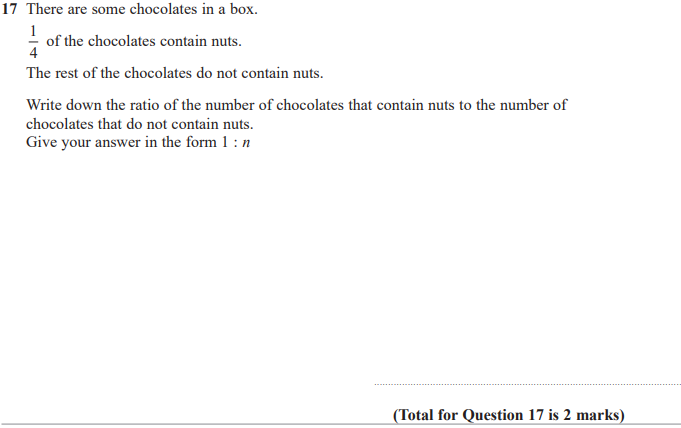 17 There are some chocolates in a box.
1/4 of the chocolates contain nuts.
The rest of the chocolates do not contain nuts.
Write down the ratio of the number of chocolates that contain nuts to the number of
chocolates that do not contain nuts.
Give your answer in the form 1 : n
(Total for Question 17 is 2 marks)